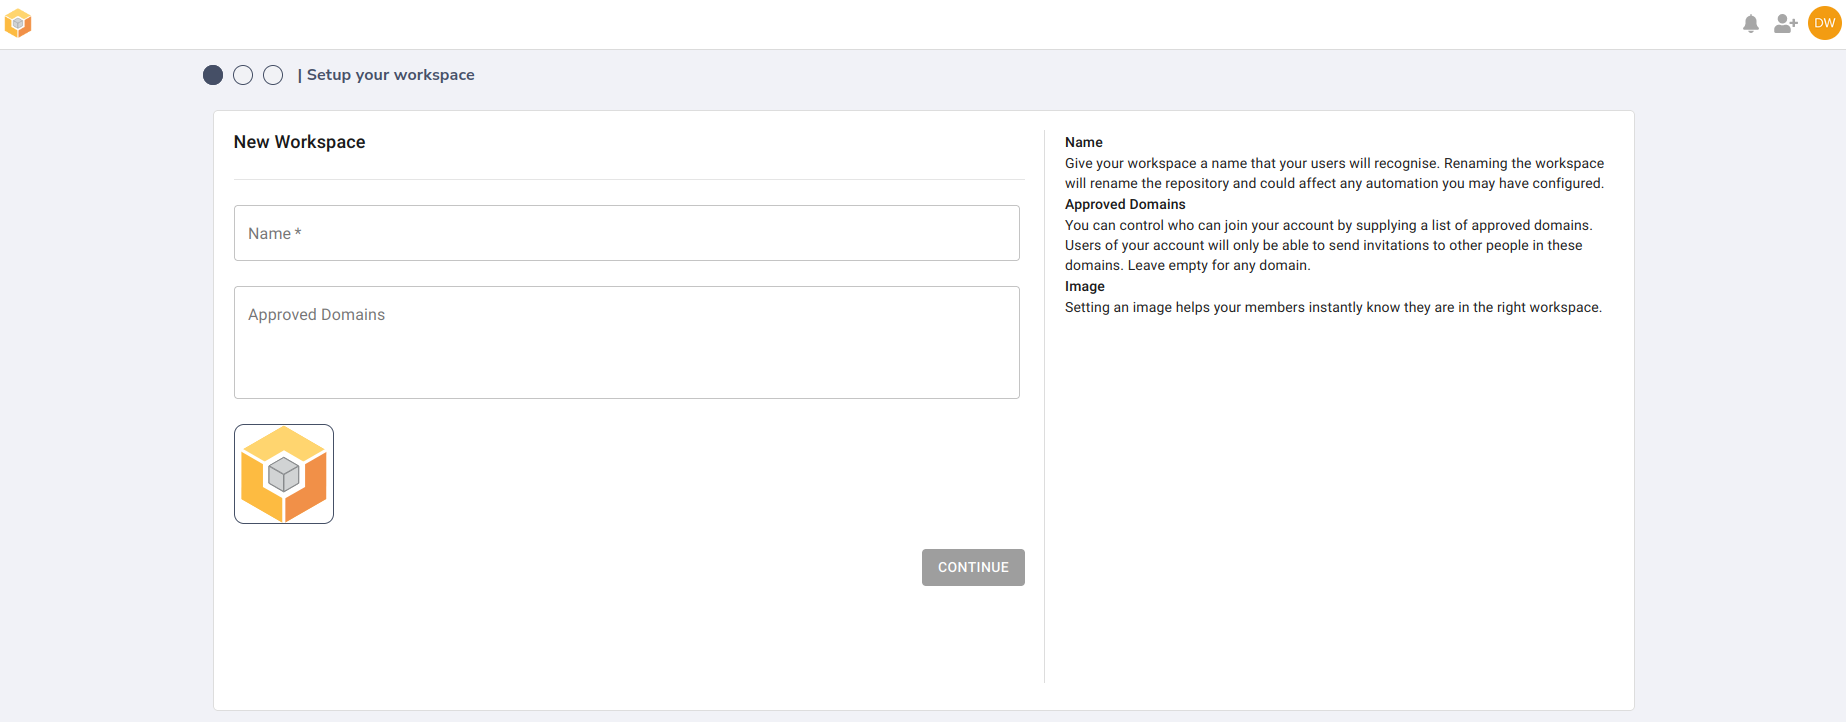 DW
| Setup your workspace
New Workspace
Name *
Approved Domains
CONTINUE
Name
Give your workspace a name that your users will recognise. Renaming the workspace
will rename the repository and could affect any automation you may have configured.
Approved Domains
You can control who can join your account by supplying a list of approved domains.
Users of your account will only be able to send invitations to other people in these
domains. Leave empty for any domain.
Image
Setting an image helps your members instantly know they are in the right workspace.